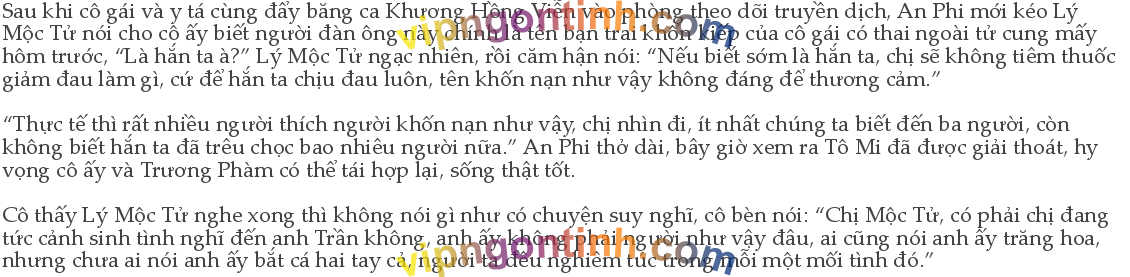 Sau khi cô gái và y tá cùng đẩy băng ca Khương Hồng Viễn vào phòng theo dõi truyền dịch, An Phi mới kéo Lý
Mộc Tử nói cho cô ấy biết người đàn ông này chính là tên bạn trai khốn kiếp của cô gái có thai ngoài tử cung mấy
hôm trước, “Là hắn ta à?” Lý Mộc Tử ngạc nhiên, rồi căm hận nói: “Nếu biết sớm là hắn ta, chị sẽ không tiêm thuốc
giảm đau làm gì, cứ để hắn ta chịu đau luôn, tên khốn nạn như vậy không đáng để thương cảm.”
“Thực tế thì rất nhiều người thích người khốn nạn như vậy, chị nhìn đi, ít nhất chúng ta biết đến ba người, còn
không biết hắn ta đã trêu chọc bao nhiêu người nữa.” An Phi thở dài, bây giờ xem ra Tô Mi đã được giải thoát, hy
vọng cô ấy và Trương Phàm có thể tái hợp lại, sống thật tốt.
Cô thấy Lý Mộc Tử nghe xong thì không nói gì như có chuyện suy nghĩ, cô bèn nói: “Chị Mộc Tử, có phải chị đang
tức cảnh sinh tình nghĩ đến anh Trần không, anh ấy không phải người như vậy đâu, ai cũng nói anh ấy trăng hoa,
nhưng chưa ai nói anh ấy bắt cá hai tay cả, người ta đều nghiêm túc trong mỗi một mối tình đó.”
vipngontinh.com
vipngontinh.com